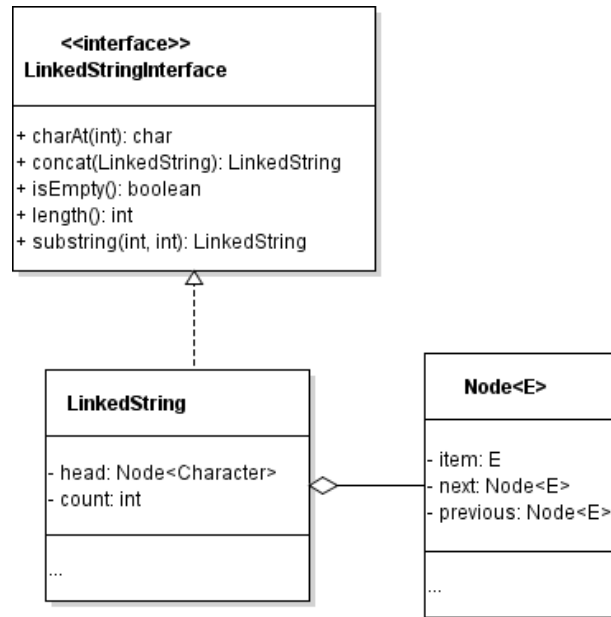 <<interface>>
LinkedStringInterface
+ charAt(int): char
+ concat(LinkedString): LinkedString
+ isEmpty(): boolean
+ length(): int
+ substring(int, int): LinkedString
LinkedString
- head: Node<Character>
- count: int
...
Node<E>
- item: E
- next: Node<E>
- previous: Node<E>
...